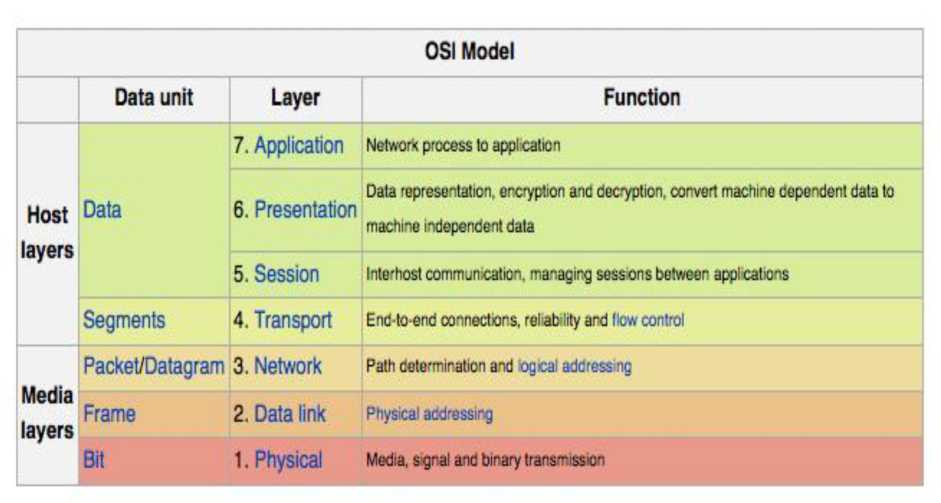 OSI Model
Data unit Layer Function
Host layers
Data
7. Application Network process to application
6. Presentation Data representation, encryption and decryption, convert machine dependent data to
machine independent data
5. Session Interhost communication, managing sessions between applications
Segments 4. Transport End-to-end connections, reliability and flow control
Media layers
Packet/Datagram 3. Network Path determination and logical addressing
Frame 2. Data link Physical addressing
Bit 1. Physical Media, signal and binary transmission